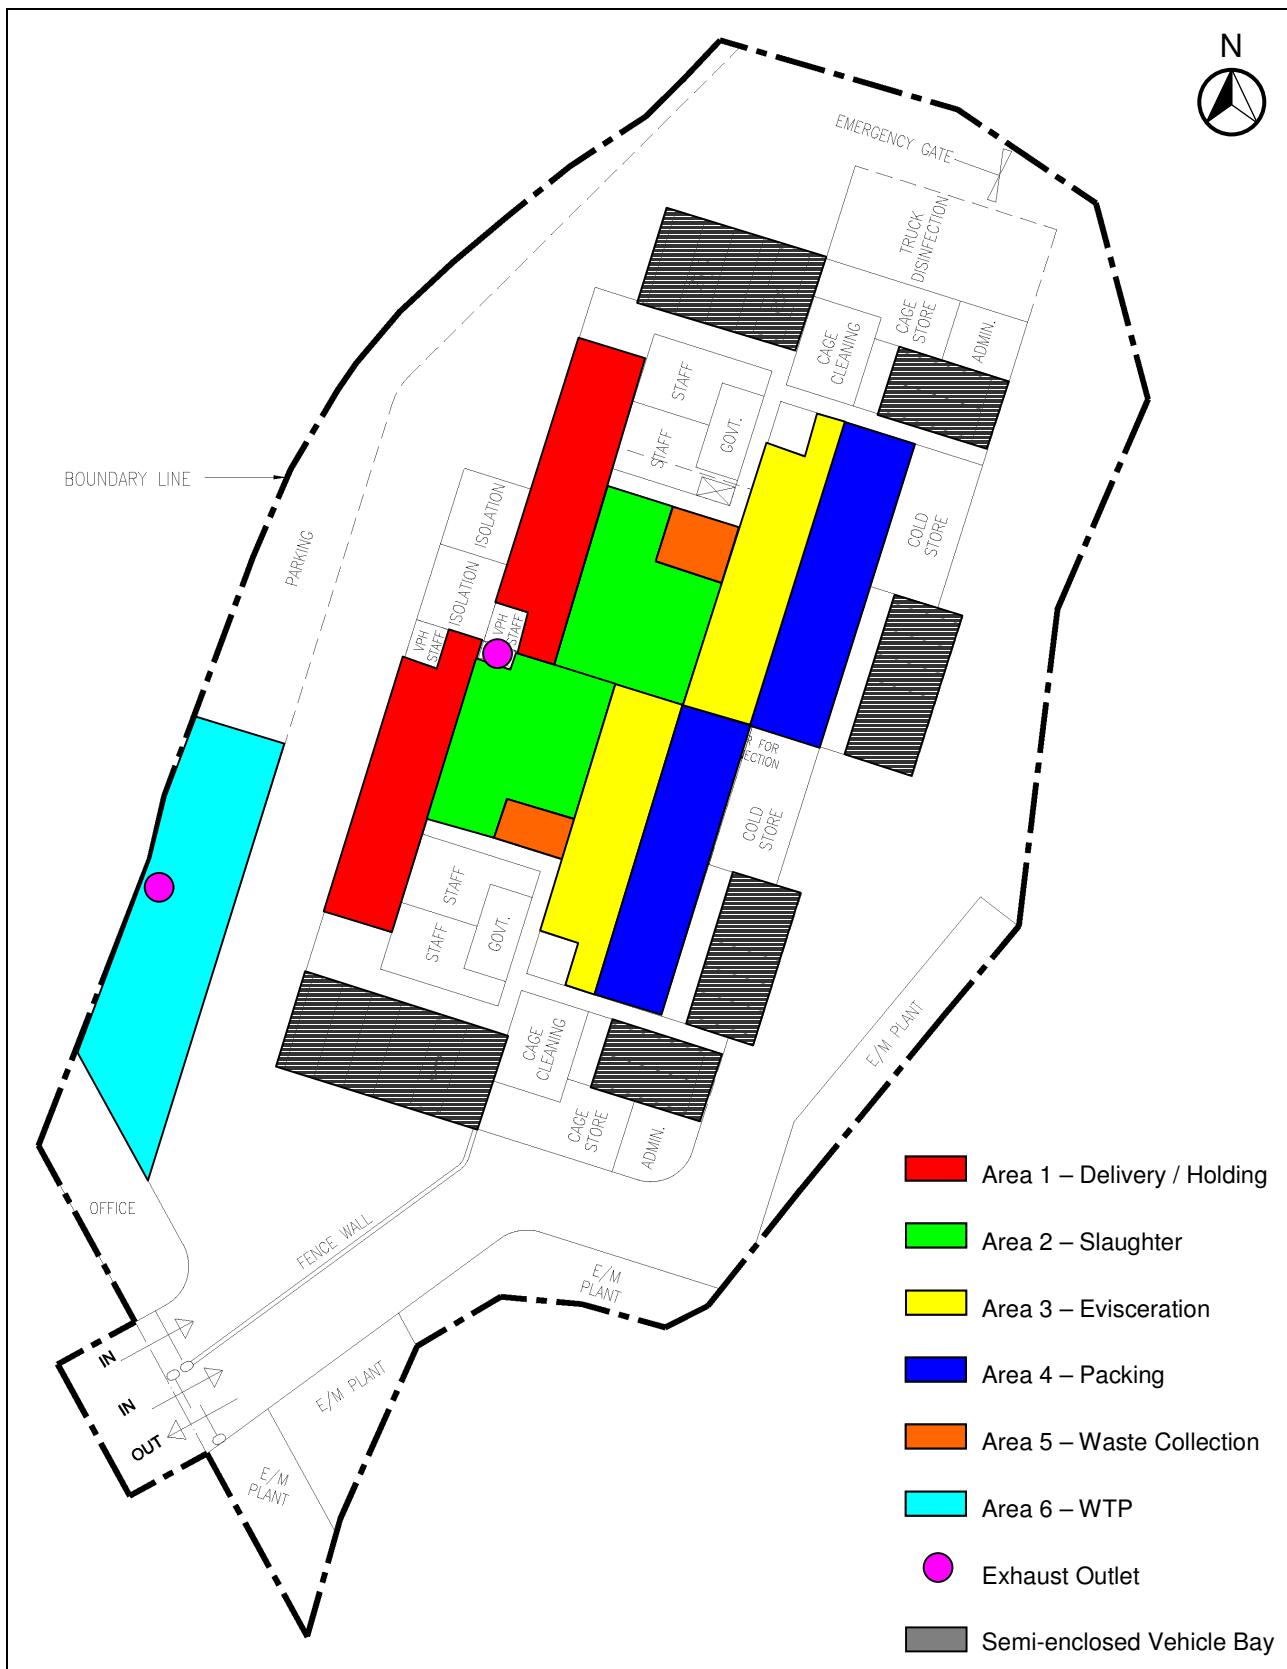 N
EMERGENCY GATE
TRUCK
DISINFECTION
CAGE
STORE
ADMIN.
CAGE
CLEANING
STAFF
STAFF
GOVT.
BOUNDARY LINE
ISOLATION
COLD
STORE
PARKING
ISOLATION
VPH
STAFF
VPH
STAFF
FOR
COLD
STORE
STAFF
STAFF
GOVT.
CAGE
CLEANING
E/M PLANT
CAGE
STORE
ADMIN.
OFFICE
FENCE WALL
E/M
PLANT
IN
IN
OUT
E/M PLANT
E/M
PLANT
Area 1 – Delivery / Holding
Area 2 – Slaughter
Area 3 – Evisceration
Area 4 – Packing
Area 5 – Waste Collection
Area 6 – WTP
Exhaust Outlet
Semi-enclosed Vehicle Bay